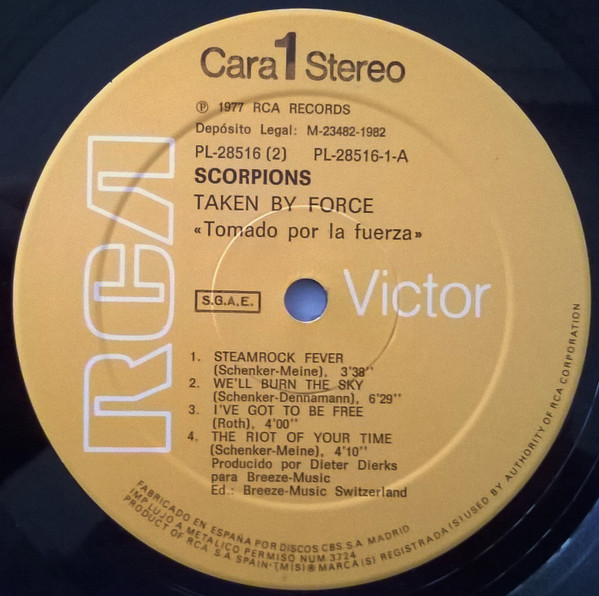 Cara 1 Stereo
℗ 1977 RCA RECORDS
Depósito Legal: M-23482-1982
PL-28516 (2) PL-28516-1-A
SCORPIONS
TAKEN BY FORCE
«Tomado por la fuerza»
RCA
S.G.A.E.
Victor
1. STEAMROCK FEVER
(Schenker-Meine), 3'38''
2. WE'LL BURN THE SKY
(Schenker-Dennamann), 6'29''
3. I'VE GOT TO BE FREE
(Roth), 4'00''
4. THE RIOT OF YOUR TIME
(Schenker-Meine), 4'10''
Producido por Dieter Dierks
para Breeze-Music
Ed.: Breeze-Music Switzerland
FABRICADO EN ESPAÑA POR DISCOS CBS S.A. MADRID
IMP. LUJO A METALICO PERMISO NUM 3724
PRODUCT OF RCA S.A. SPAIN - TM(S) ® MARCA(S) REGISTRADA(S) USED BY AUTHORITY OF RCA CORPORATION